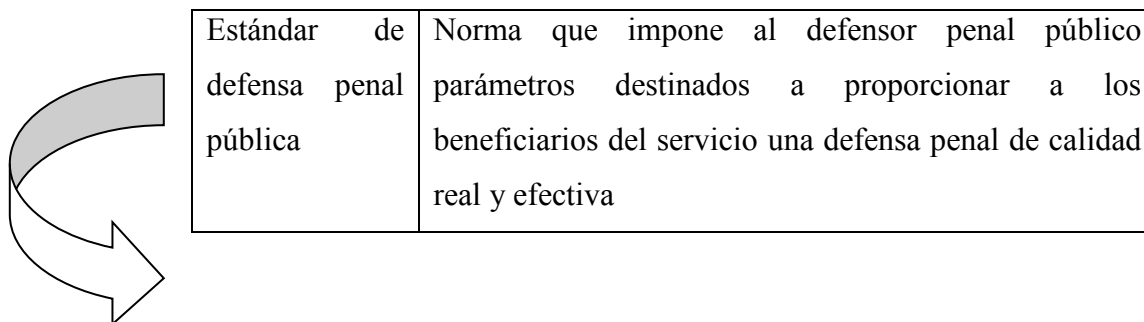 Estándar de
defensa penal
pública
Norma que impone al defensor penal público
parámetros destinados a proporcionar a los
beneficiarios del servicio una defensa penal de calidad
real y efectiva